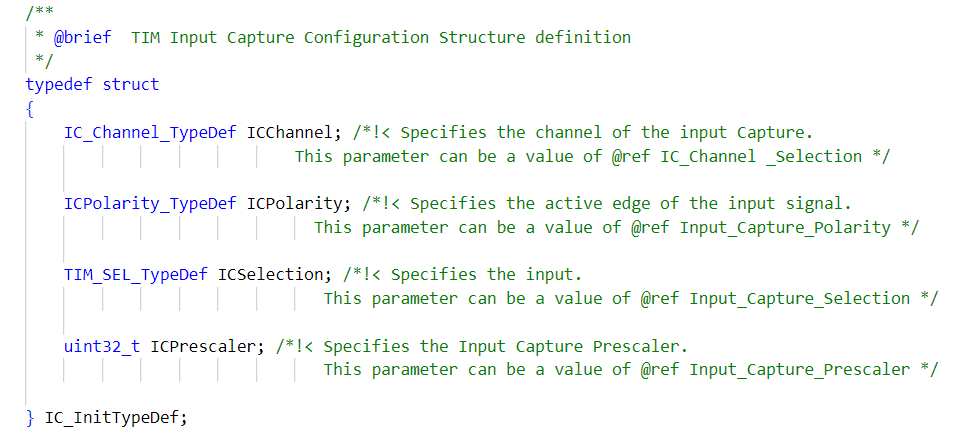 /**
* @brief  TIM Input Capture Configuration Structure definition
*/
typedef struct
{
IC_Channel_TypeDef ICChannel; /*!< Specifies the channel of the input Capture.
This parameter can be a value of @ref IC_Channel _Selection */
ICPolarity_TypeDef ICPolarity; /*!< Specifies the active edge of the input signal.
This parameter can be a value of @ref Input_Capture_Polarity */
TIM_SEL_TypeDef ICSelection; /*!< Specifies the input.
This parameter can be a value of @ref Input_Capture_Selection */
uint32_t ICPrescaler; /*!< Specifies the Input Capture Prescaler.
This parameter can be a value of @ref Input_Capture_Prescaler */
} IC_InitTypeDef;